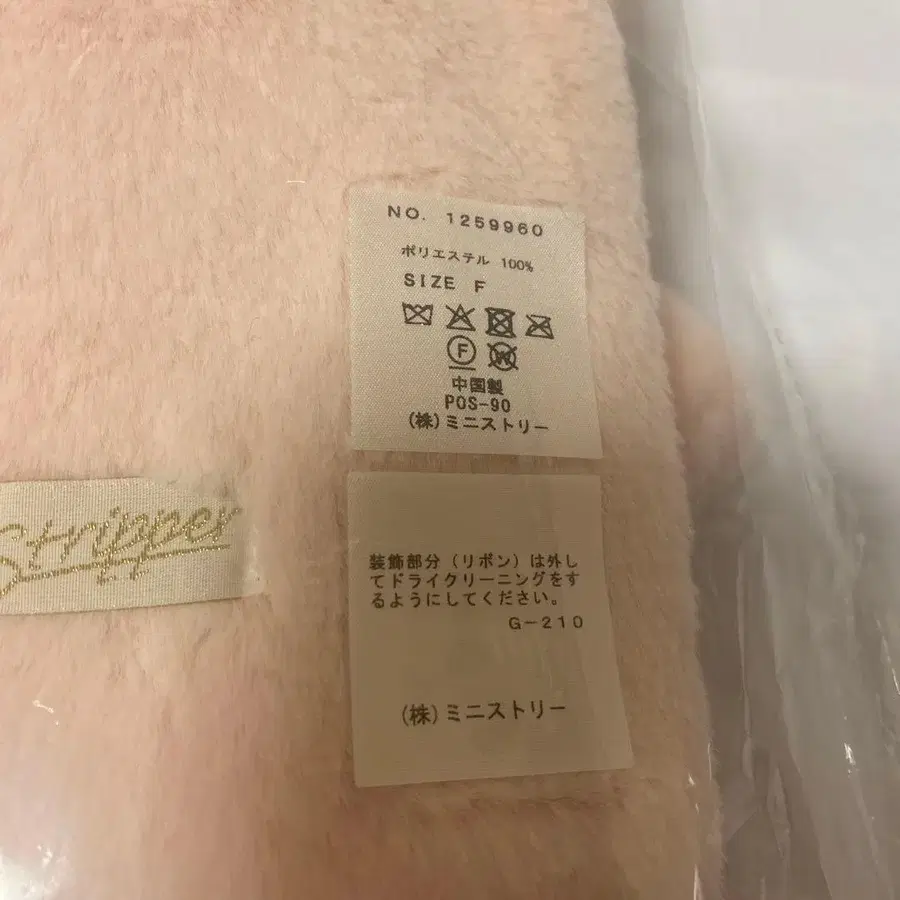 NO. 1259960
ポリエステル 100%
SIZE F
F
W
中国製
POS-90
(株)ミニストリー
Stripper
装飾部分(リボン)は外し
てドライクリーニングをす
るようにしてください。
G-210
(株)ミニストリー